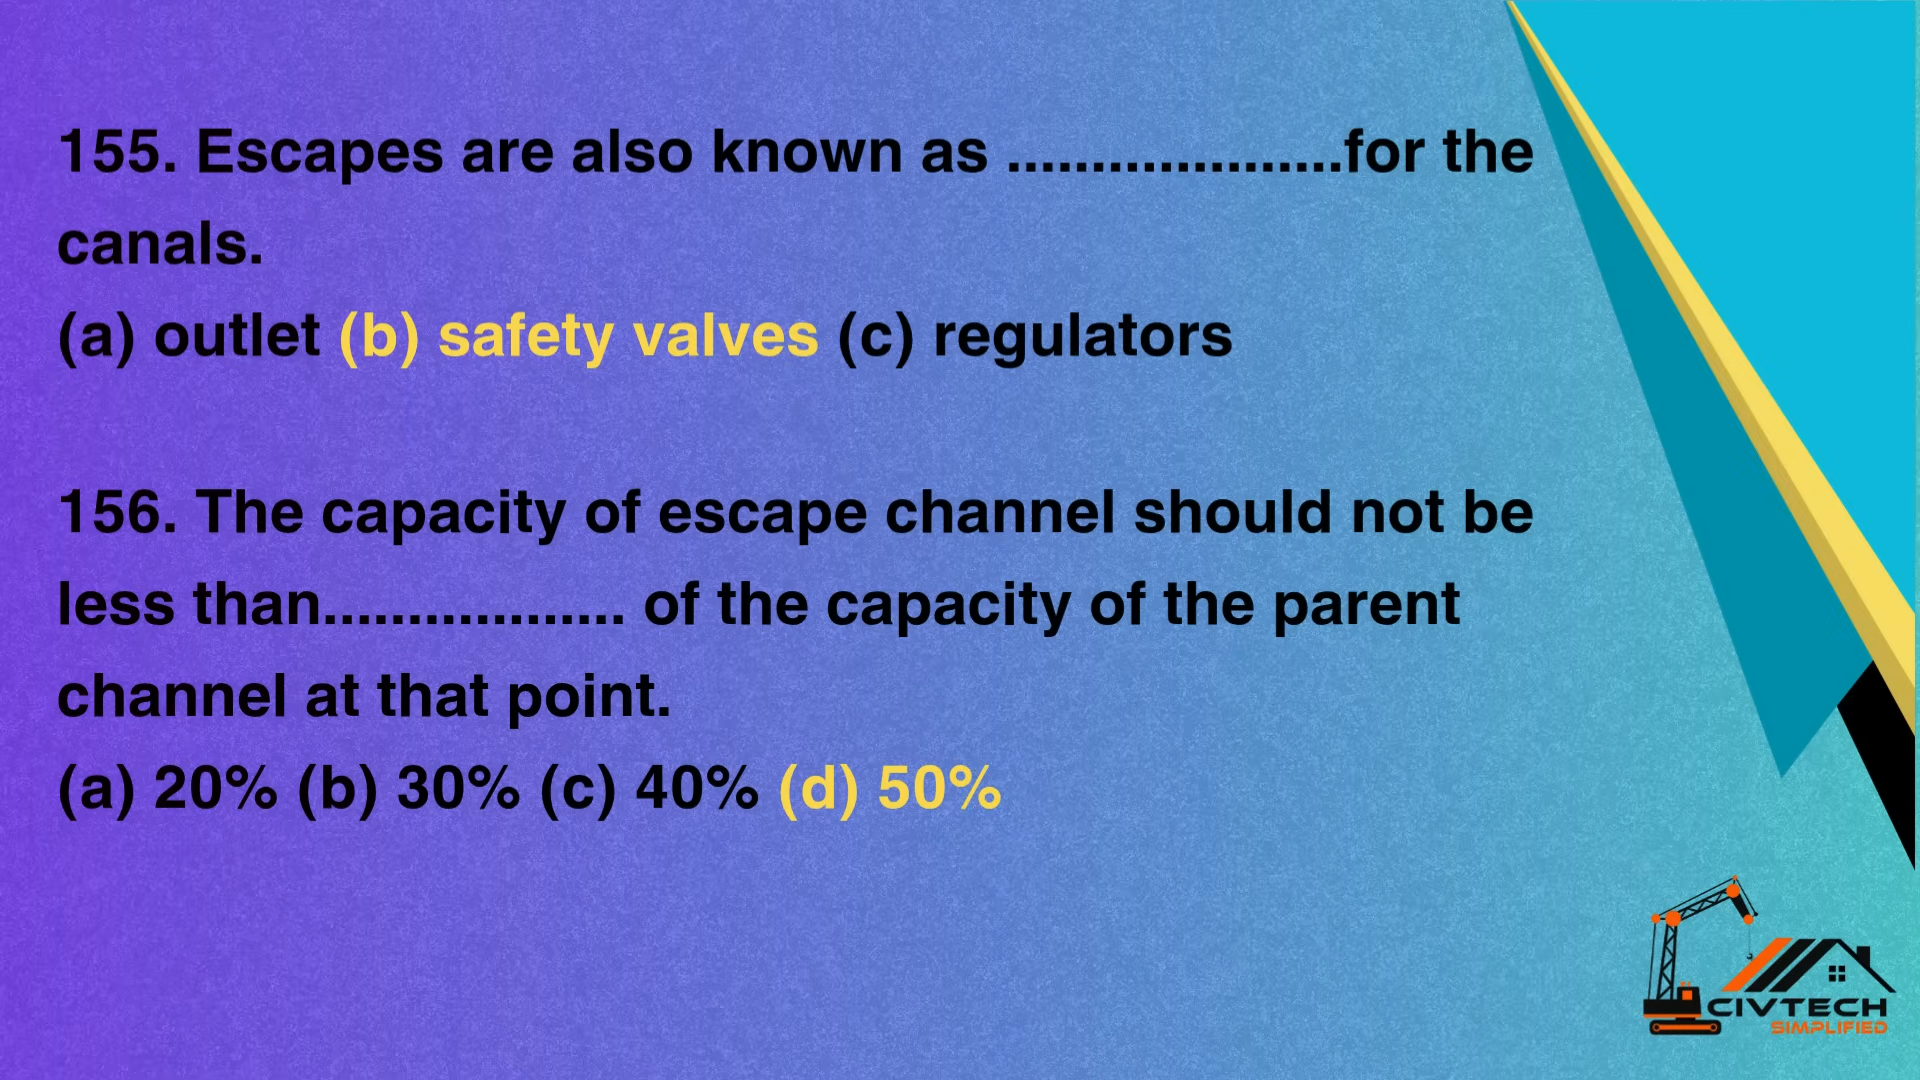 155. Escapes are also known as ....................for the
canals.
(a) outlet (b) safety valves (c) regulators
156. The capacity of escape channel should not be
less than.................. of the capacity of the parent
channel at that point.
(a) 20% (b) 30% (c) 40% (d) 50%
CIVTECH
SIMPLIFIED